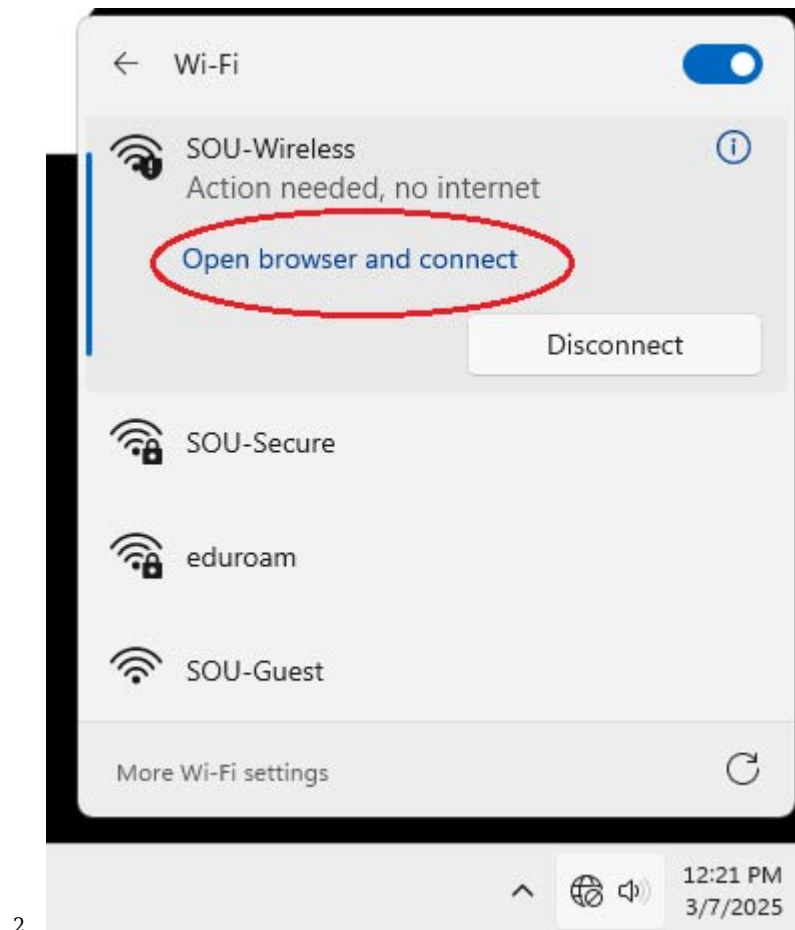 Wi-Fi
SOU-Wireless
Action needed, no internet
Open browser and connect
Disconnect
SOU-Secure
eduroam
SOU-Guest
More Wi-Fi settings
12:21 PM
3/7/2025
2